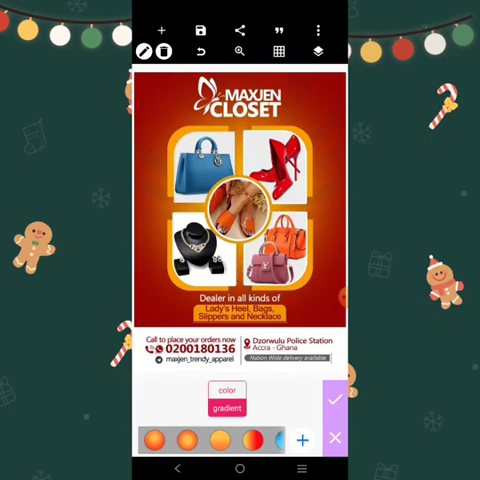 MAXJEN
CLOSET
Dealer in all kinds of
Lady's Heel, Bags,
Slippers and Necklace
Call to place your orders now
0200180136
maxjen_trendy_apparel
Dzorwulu Police Station
Accra - Ghana
Nation Wide delivery available
color
gradient